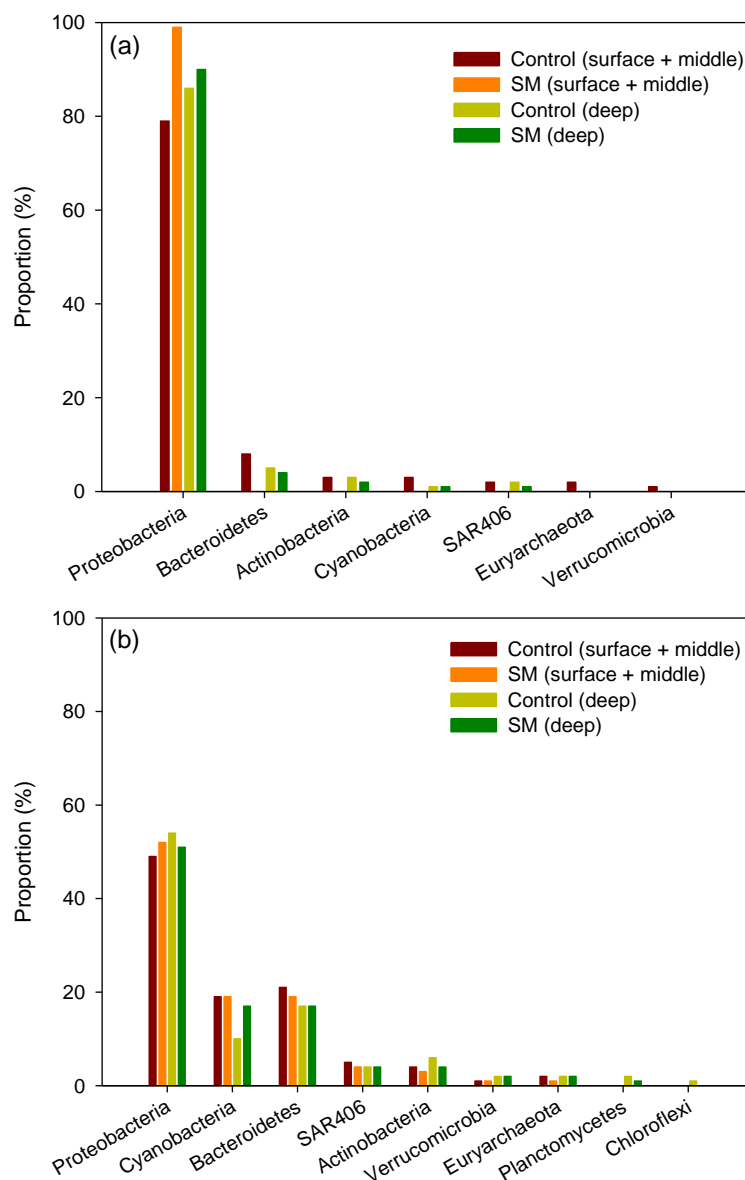 (a)
Control (surface + middle)
SM (surface + middle)
Control (deep)
SM (deep)
Proportion (%)
100
80
60
40
20
0
Proteobacteria
Bacteroidetes
Actinobacteria
Cyanobacteria
SAR406
Euryarchaeota
Verrucomicrobia
(b)
Control (surface + middle)
SM (surface + middle)
Control (deep)
SM (deep)
Proportion (%)
100
80
60
40
20
0
Proteobacteria
Cyanobacteria
Bacteroidetes
SAR406
Actinobacteria
Verrucomicrobia
Euryarchaeota
Planctomycetes
Chloroflexi